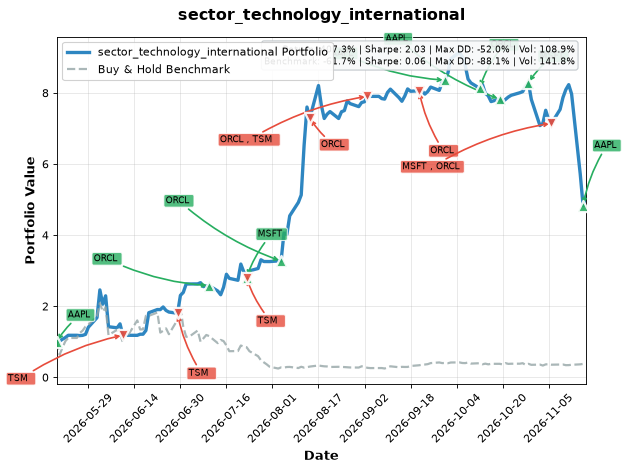 sector_technology_international
AAPL
sector_technology_international Portfolio
7.3% | Sharpe: 2.03 | Max DD: -52.0% | Vol: 108.9%
Buy & Hold Benchmark
1.7% | Sharpe: 0.06 | Max DD: -88.1% | Vol: 141.8%
8
ORCL , TSM
ORCL
ORCL
MSFT , ORCL
AAPL
6
ORCL
MSFT
4
ORCL
AAPL
TSM
2
TSM
TSM
0
Portfolio Value
2026-05-29
2026-06-14
2026-06-30
2026-07-16
2026-08-01
2026-08-17
2026-09-02
2026-09-18
2026-10-04
2026-10-20
2026-11-05
Date